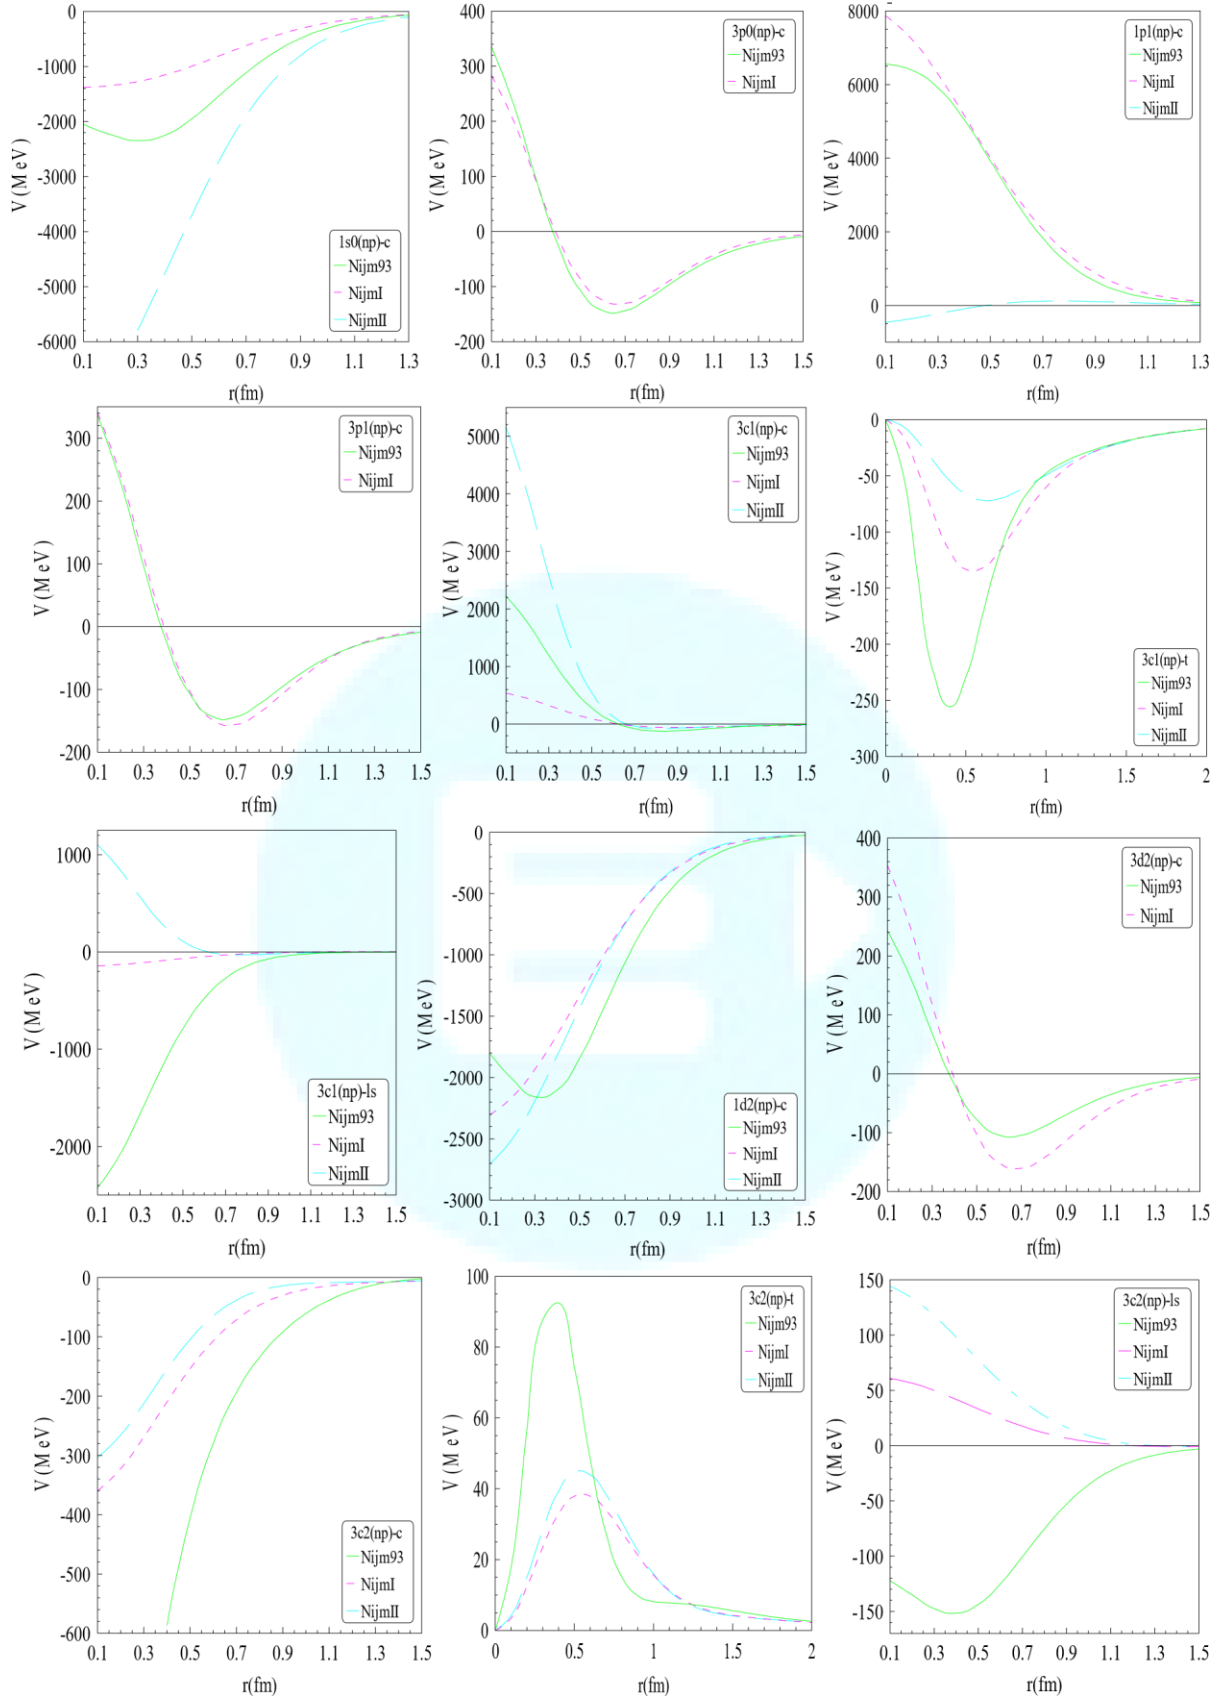 0
-1000
-2000
-3000
-4000
-5000
-6000
V (MeV)
1s0(np)-c
Nijm93
NijmI
NijmII
0.1 0.3 0.5 0.7 0.9 1.1 1.3
r(fm)
400
300
200
100
0
-100
-200
V (MeV)
3p0(np)-c
Nijm93
NijmI
0.1 0.3 0.5 0.7 0.9 1.1 1.3 1.5
r(fm)
8000
6000
4000
2000
0
V (MeV)
1p1(np)-c
Nijm93
NijmI
NijmII
0.1 0.3 0.5 0.7 0.9 1.1 1.3
r(fm)
300
200
100
0
-100
-200
V (MeV)
3p1(np)-c
Nijm93
NijmI
0.1 0.3 0.5 0.7 0.9 1.1 1.3 1.5
r(fm)
5000
4000
3000
2000
1000
0
V (MeV)
3c1(np)-c
Nijm93
NijmI
NijmII
0.1 0.3 0.5 0.7 0.9 1.1 1.3 1.5
r(fm)
0
-50
-100
-150
-200
-250
-300
V (MeV)
3c1(np)-t
Nijm93
NijmI
NijmII
0 0.5 1 1.5 2
r(fm)
1000
0
-1000
-2000
V (MeV)
3c1(np)-ls
Nijm93
NijmI
NijmII
0.1 0.3 0.5 0.7 0.9 1.1 1.3 1.5
r(fm)
0
-500
-1000
-1500
-2000
-2500
-3000
V (MeV)
1d2(np)-c
Nijm93
NijmI
NijmII
0.1 0.3 0.5 0.7 0.9 1.1 1.3 1.5
r(fm)
400
300
200
100
0
-100
-200
V (MeV)
3d2(np)-c
Nijm93
NijmI
0.1 0.3 0.5 0.7 0.9 1.1 1.3 1.5
r(fm)
0
-100
-200
-300
-400
-500
-600
V (MeV)
3c2(np)-c
Nijm93
NijmI
NijmII
0.1 0.3 0.5 0.7 0.9 1.1 1.3 1.5
r(fm)
100
80
60
40
20
0
V (MeV)
3c2(np)-t
Nijm93
NijmI
NijmII
0 0.5 1 1.5 2
r(fm)
150
100
50
0
-50
-100
-150
V (MeV)
3c2(np)-ls
Nijm93
NijmI
NijmII
0.1 0.3 0.5 0.7 0.9 1.1 1.3 1.5
r(fm)